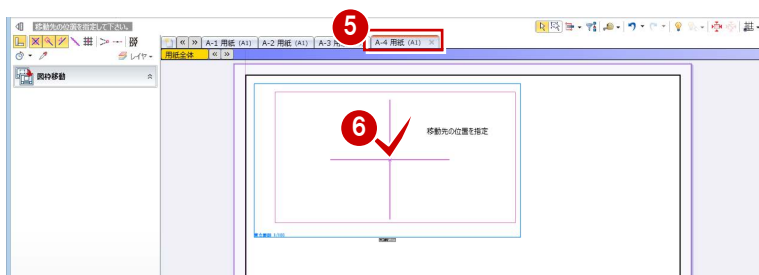 移動先の位置を指定して下さい。
5
レイヤ
« » A-1 用紙 (A1) A-2 用紙 (A1) A-3 A-4 用紙 (A1) ×
用紙全体 « »
図枠移動
6
移動先の位置を指定